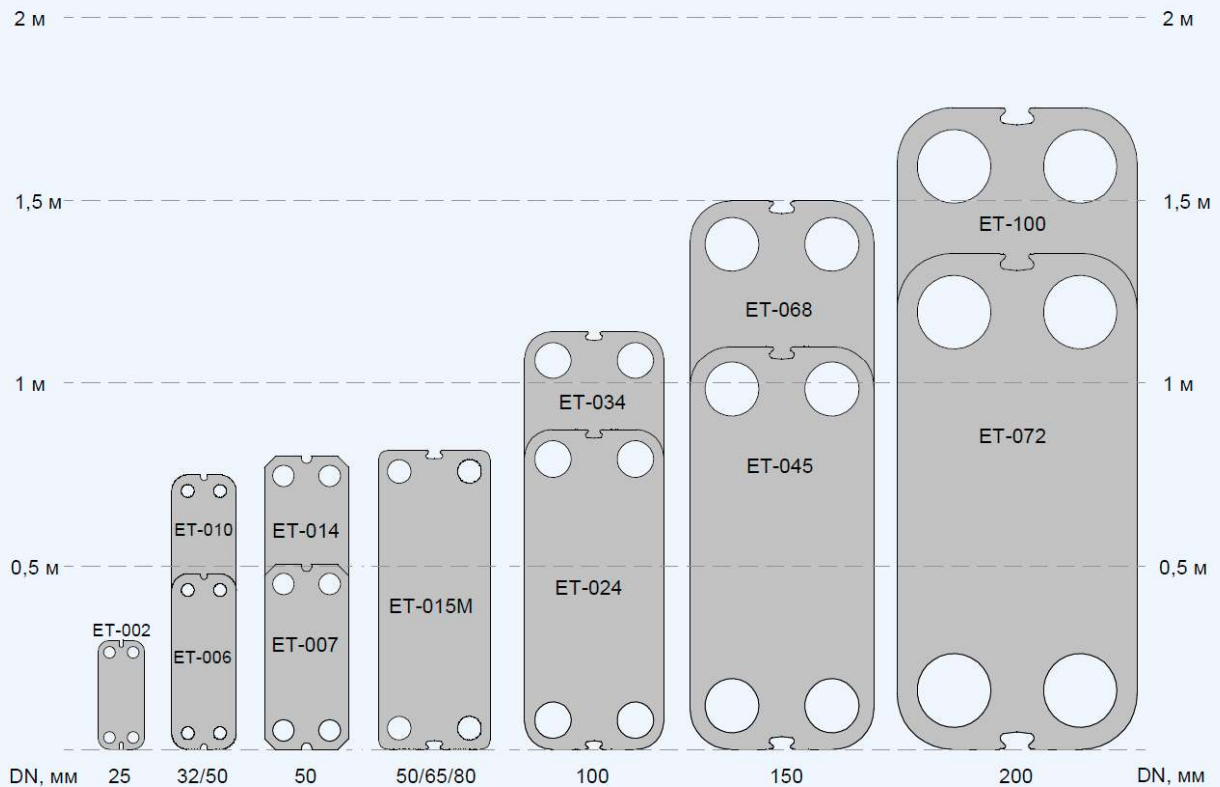 2 м 2 м
1,5 м 1,5 м
ET-100
ET-068
1 м 1 м
ET-034
ET-072
ET-045
ET-010 ET-014
0,5 м 0,5 м
ET-024
ET-015M
ET-002
ET-007
ET-006
DN, мм 25 32/50 50 50/65/80 100 150 200 DN, мм